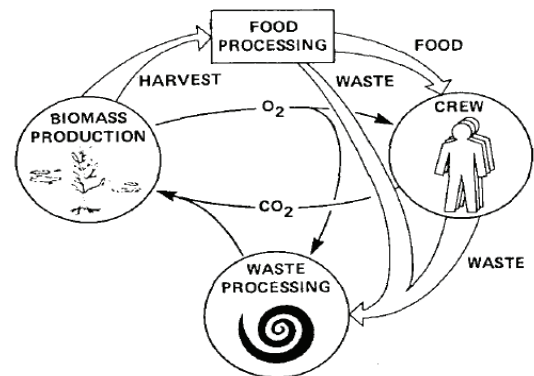 FOOD
PROCESSING
FOOD
HARVEST
WASTE
BIOMASS
PRODUCTION
O2
CREW
CO2
WASTE
WASTE
PROCESSING